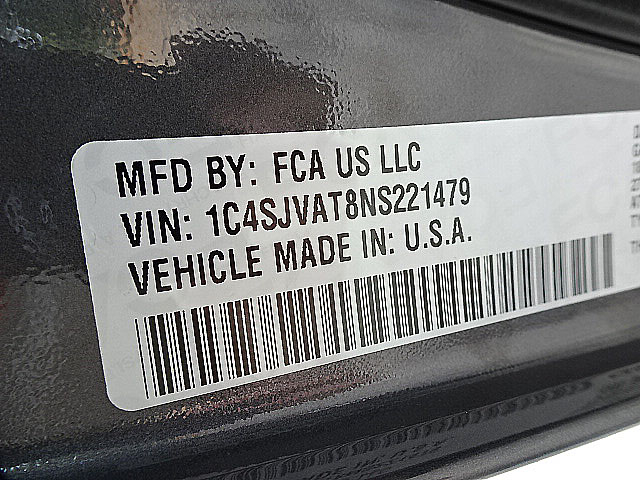 MFD BY: FCA US LLC
VIN: 1C4SJVAT8NS221479
VEHICLE MADE IN: U.S.A.